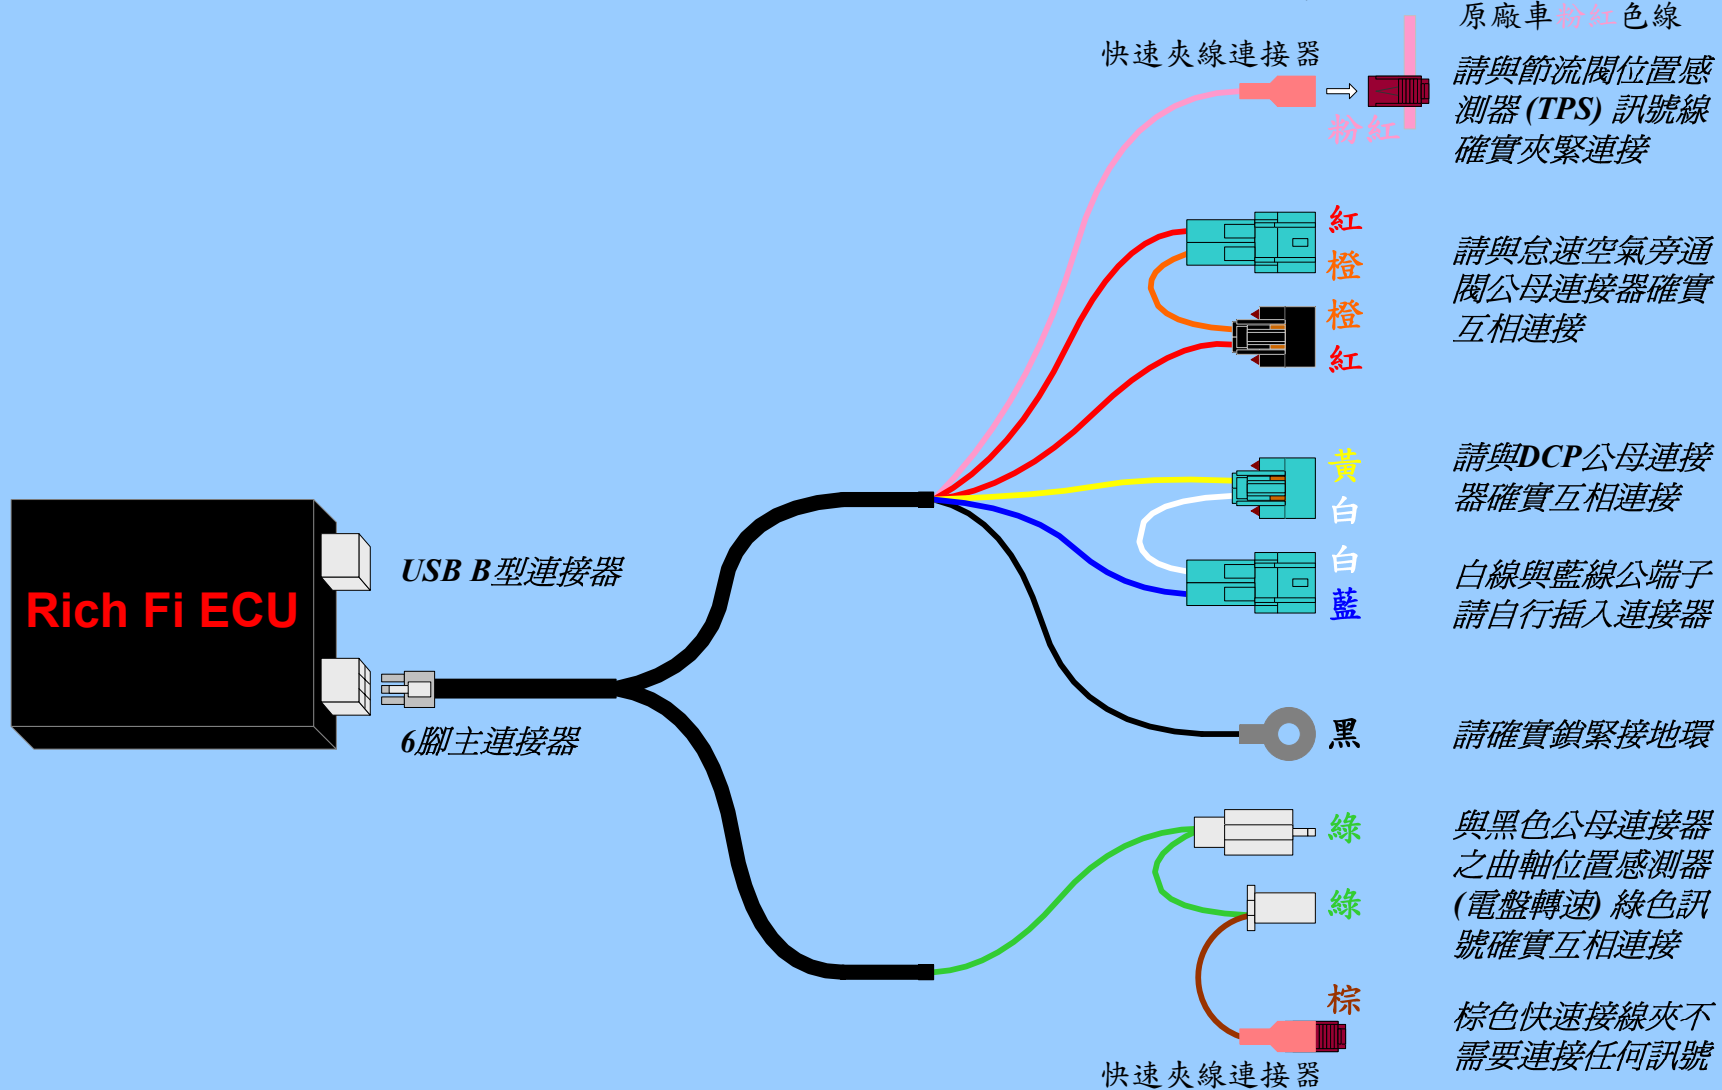 原廠車粉紅色線
快速夾線連接器
請與節流閥位置感
測器 (TPS) 訊號線
確實夾緊連接
粉紅
紅
橙
橙
紅
請與怠速空氣旁通
閥公母連接器確實
互相連接
黃
白
白
藍
請與DCP公母連接
器確實互相連接
白線與藍線公端子
請自行插入連接器
Rich Fi ECU
USB B型連接器
6腳主連接器
黑
請確實鎖緊接地環
綠
綠
與黑色公母連接器
之曲軸位置感測器
(電盤轉速) 綠色訊
號確實互相連接
棕
快速夾線連接器
棕色快速接線夾不
需要連接任何訊號